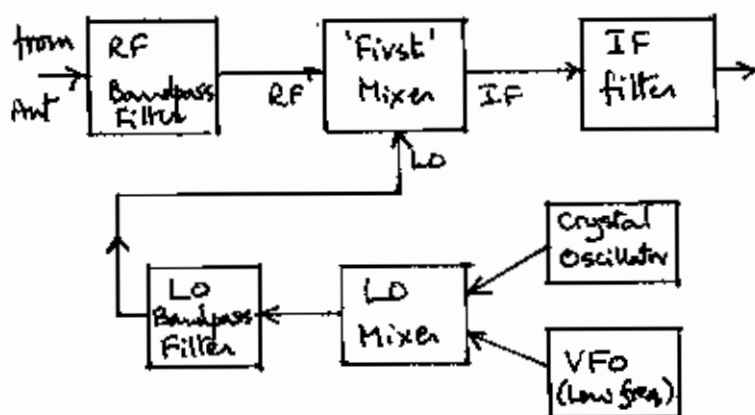 from
Ant
RF
Bandpass
Filter
RF
'First'
Mixer
IF
IF
filter
LO
Crystal
Oscillator
LO
Bandpass
Filter
LO
Mixer
VFO
(Low freq)